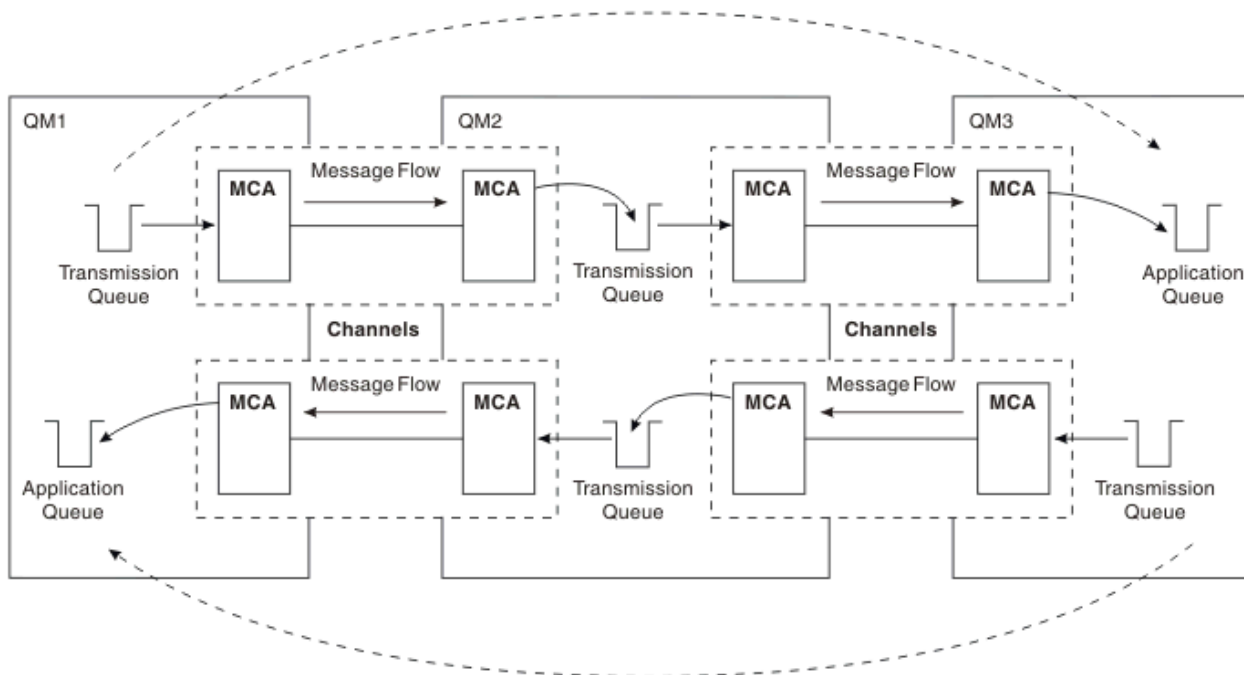 QM1
QM2
QM3
MCA
Message Flow
MCA
MCA
Message Flow
MCA
Transmission
Queue
Transmission
Queue
Application
Queue
Channels
Channels
MCA
Message Flow
MCA
MCA
Message Flow
MCA
Application
Queue
Transmission
Queue
Transmission
Queue